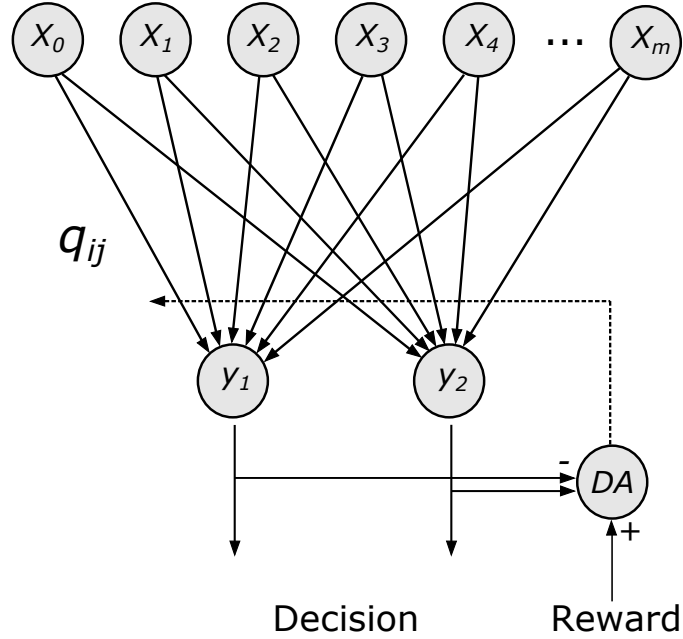 X0 X1 X2 X3 X4 ... Xm
qij
y1 y2
-
DA
+
Decision Reward